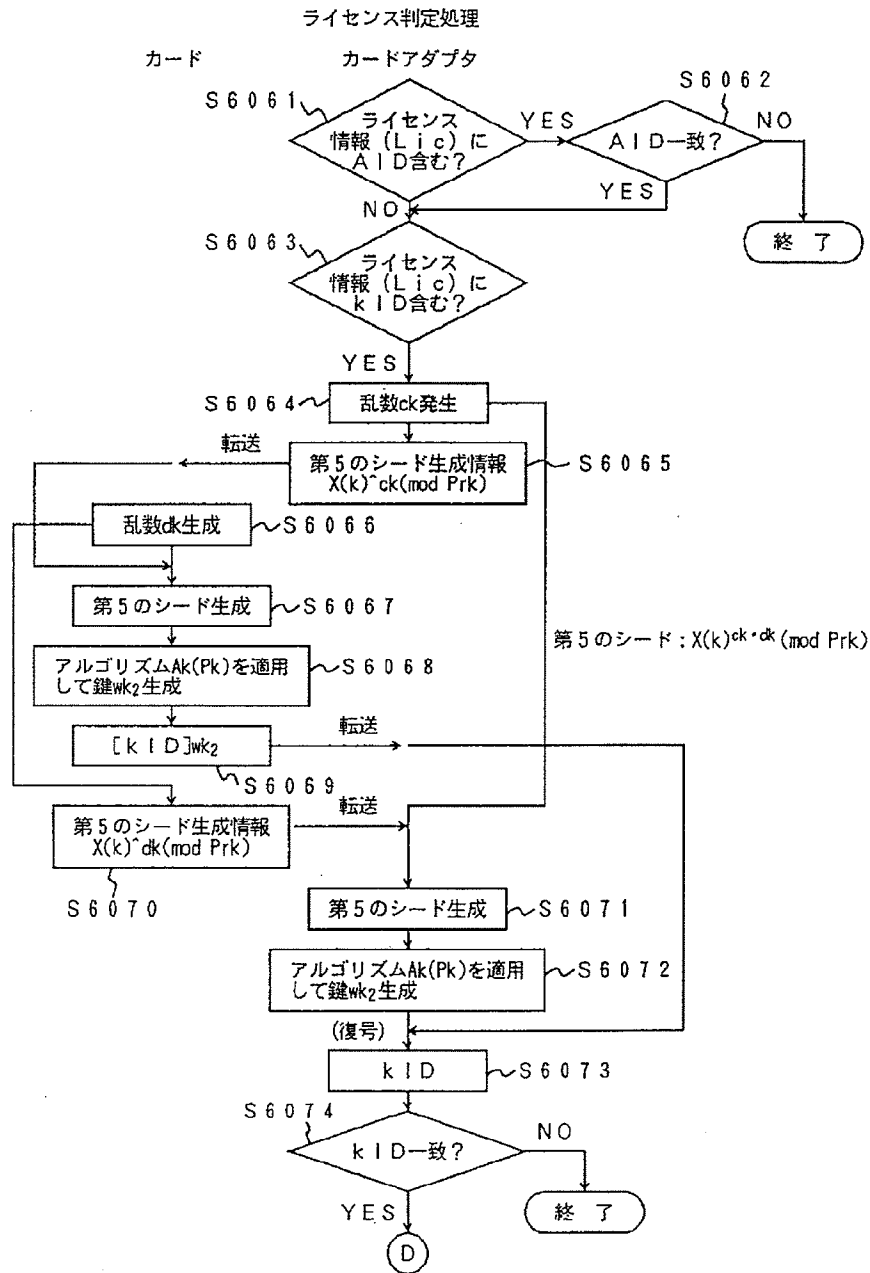 ライセンス判定処理
カード
カードアダプタ
S6061
ライセンス
情報(Lic)に
AID含む?
YES
S6062
AID一致?
NO
YES
終 了
NO
S6063
ライセンス
情報(Lic)に
kID含む?
YES
S6064
乱数ck発生
転送
第5のシード生成情報
X(k)^ck(mod Prk)
S6065
乱数dk生成
S6066
第5のシード生成
S6067
第5のシード:X(k)^ck・dk(mod Prk)
アルゴリズムAk(Pk)を適用
して鍵wk2生成
S6068
[kID]wk2
転送
S6069
第5のシード生成情報
X(k)^dk(mod Prk)
転送
S6070
第5のシード生成
S6071
アルゴリズムAk(Pk)を適用
して鍵wk2生成
S6072
(復号)
kID
S6073
S6074
kID一致?
NO
YES
終 了
D